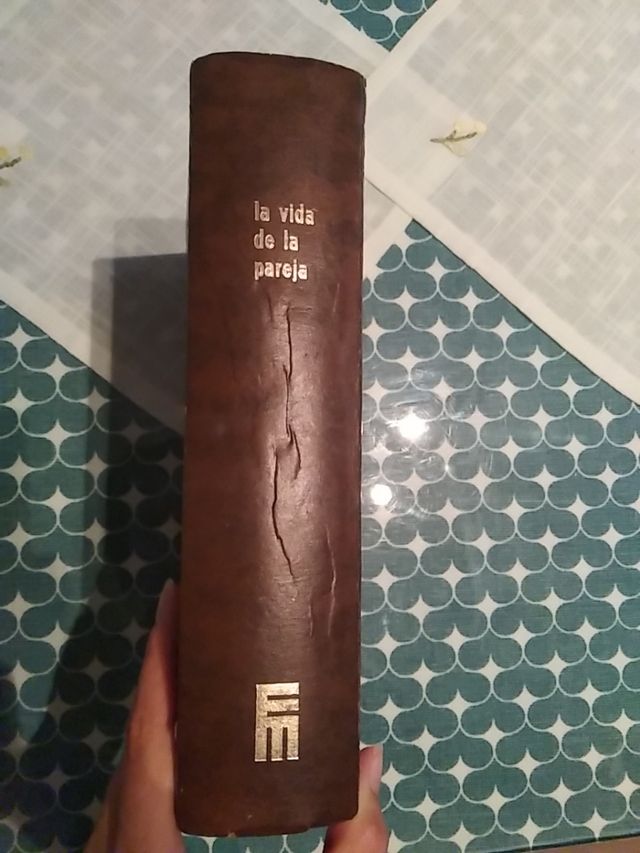 la vida
de la
pareja